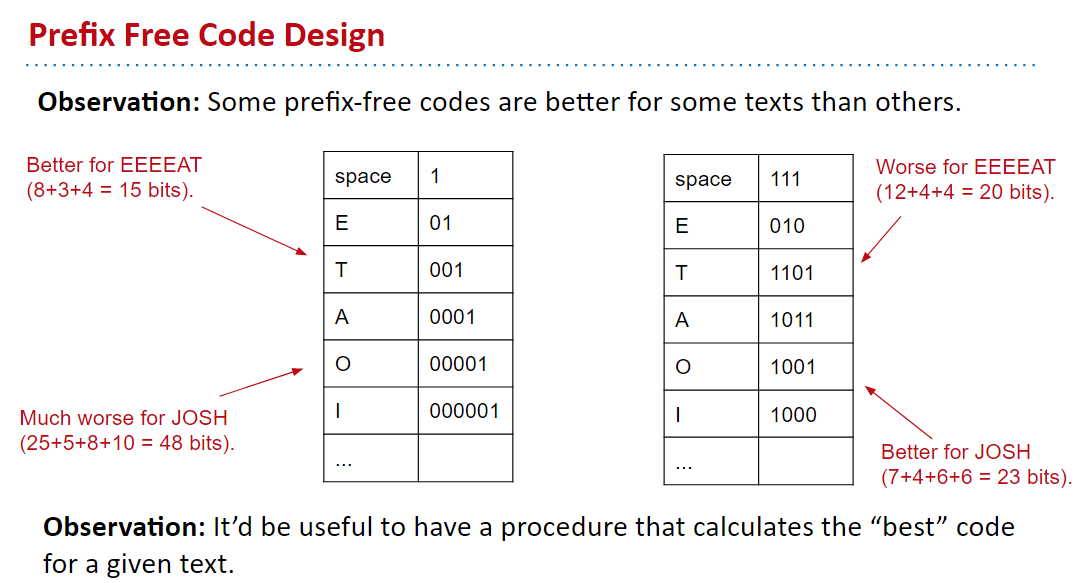 Prefix Free Code Design
Observation: Some prefix-free codes are better for some texts than others.
Better for EEEEAT
(8+3+4 = 15 bits).
space 1
E 01
T 001
A 0001
O 00001
I 000001
...
Much worse for JOSH
(25+5+8+10 = 48 bits).
space 111
E 010
T 1101
A 1011
O 1001
I 1000
...
Worse for EEEEAT
(12+4+4 = 20 bits).
Better for JOSH
(7+4+6+6 = 23 bits).
Observation: It’d be useful to have a procedure that calculates the “best” code
for a given text.